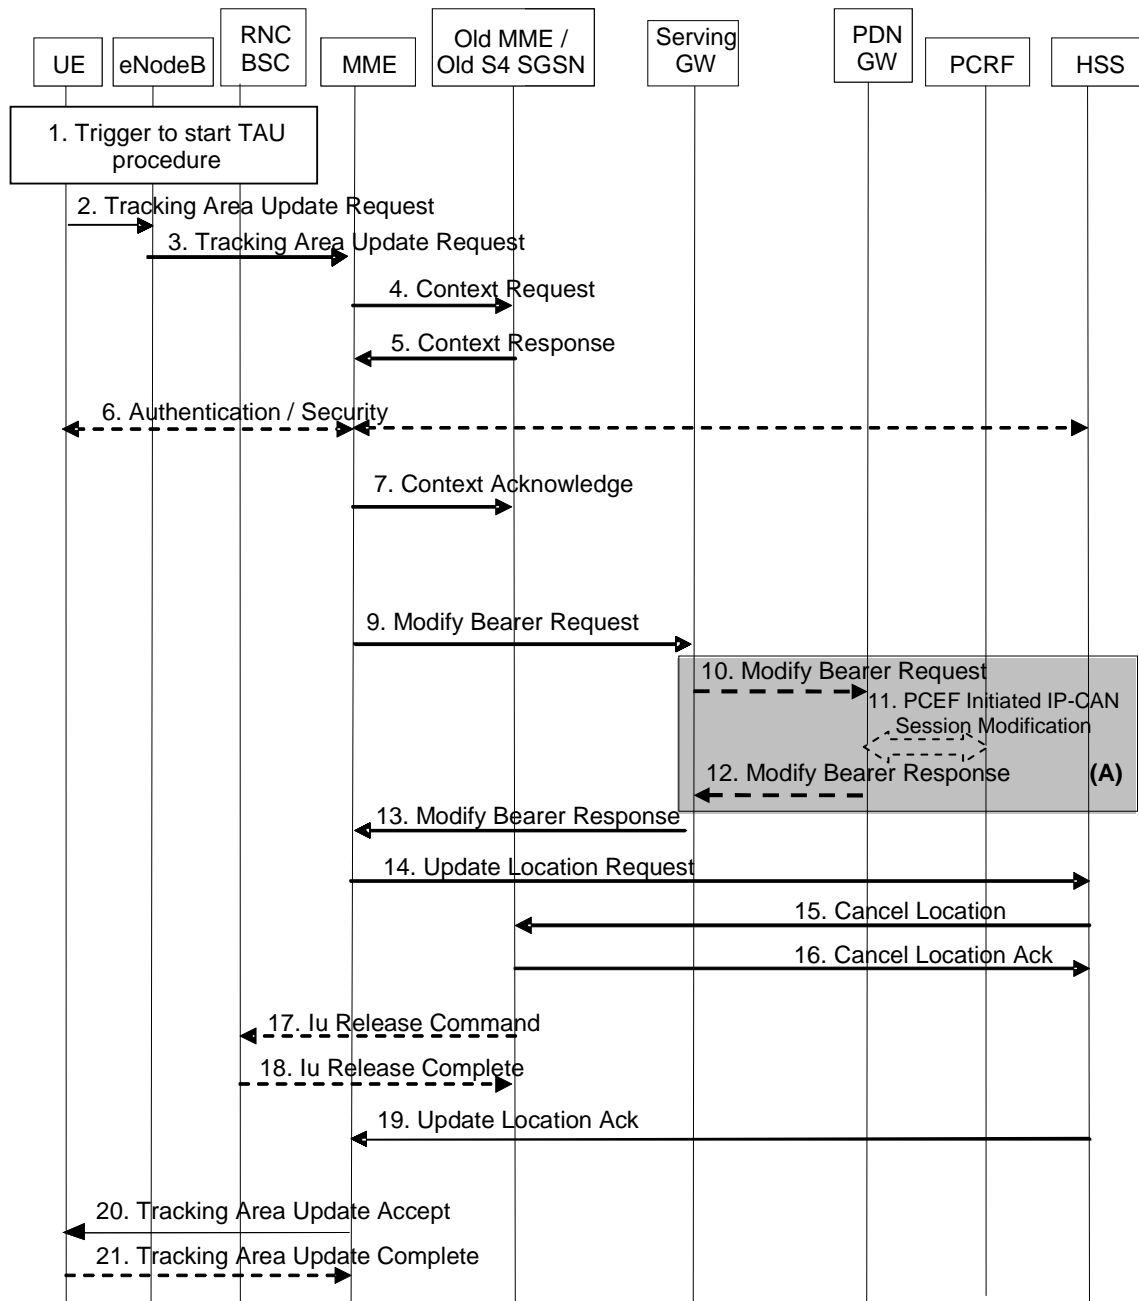 UE
eNodeB
RNC
BSC
MME
Old MME /
Old S4 SGSN
Serving
GW
PDN
GW
PCRF
HSS
1. Trigger to start TAU
procedure
2. Tracking Area Update Request
3. Tracking Area Update Request
4. Context Request
5. Context Response
6. Authentication / Security
7. Context Acknowledge
9. Modify Bearer Request
10. Modify Bearer Request
11. PCEF Initiated IP-CAN
Session Modification
12. Modify Bearer Response
(A)
13. Modify Bearer Response
14. Update Location Request
15. Cancel Location
16. Cancel Location Ack
17. Iu Release Command
18. Iu Release Complete
19. Update Location Ack
20. Tracking Area Update Accept
21. Tracking Area Update Complete